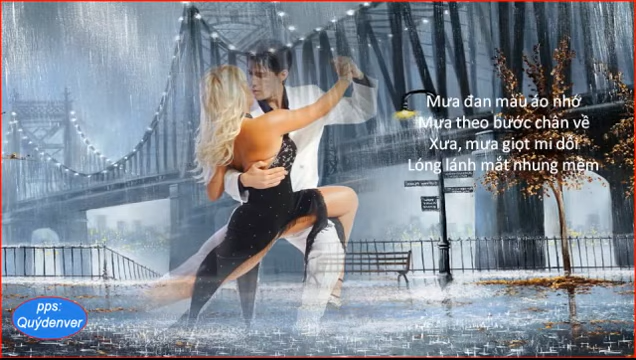 Mưa đan màu áo nhớ
Mưa theo bước chân về
Xưa, mưa giọt mi dối
Lóng lánh mắt nhung mềm
pps:
Quýdenver